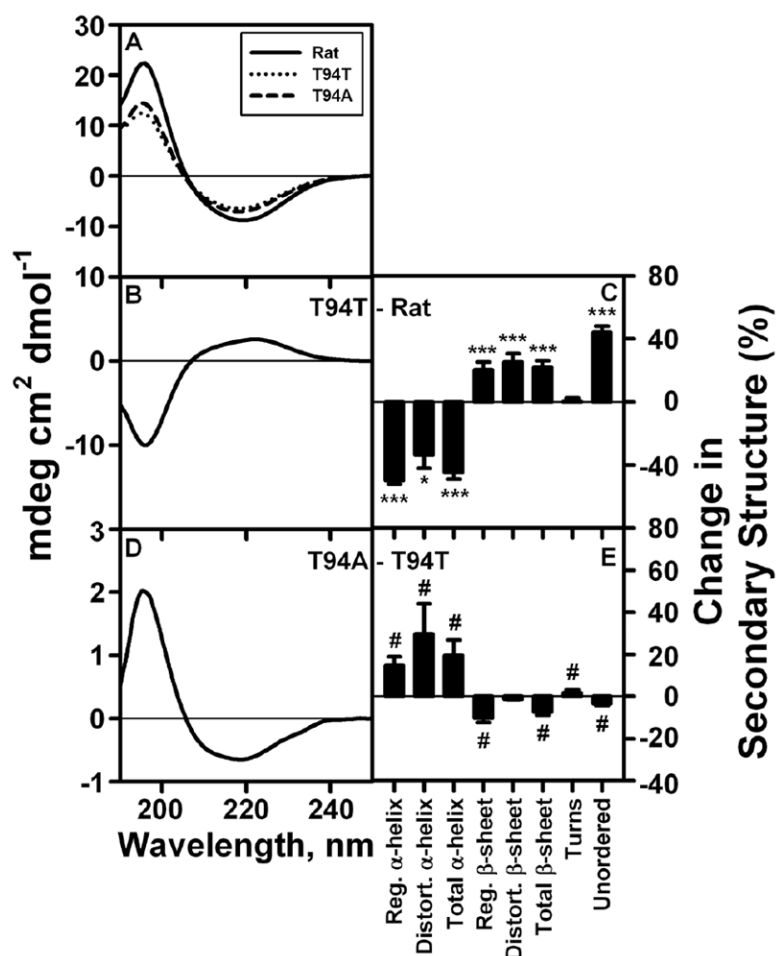 A
Rat
T94T
T94A
30
20
10
0
-10
10
B
T94T - Rat
C
0
-10
***
*
***
***
***
***
***
80
40
0
-40
3
D
T94A - T94T
E
2
1
0
-1
#
#
#
#
#
#
#
80
60
40
20
0
-20
-40
200
220
240
Wavelength, nm
mdeg cm² dmol⁻¹
Change in
Secondary Structure (%)
Reg. α-helix
Distort. α-helix
Total α-helix
Reg. β-sheet
Distort. β-sheet
Total β-sheet
Turns
Unordered